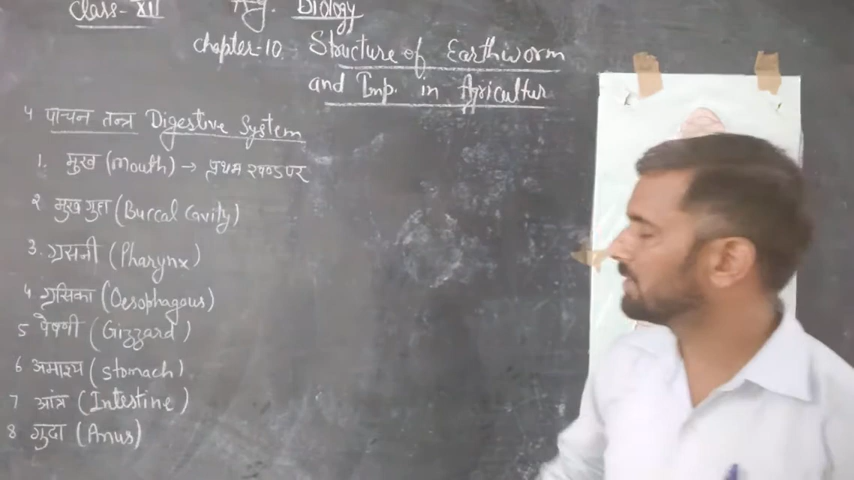 Class-XII Ag. Biology
Chapter-10. Structure of Earthworm
and Imp. in Agricultur
4 पाचन तन्त्र Digestive System
1. मुख (Mouth) → प्रथम खण्ड पर
2 मुख गुहा (Buccal Cavity)
3. ग्रसनी (Pharynx)
4 ग्रसिका (Oesophagous)
5 पेषणी (Gizzard)
6 अमाशय (Stomach)
7 आंत्र (Intestine)
8 गुदा (Anus)